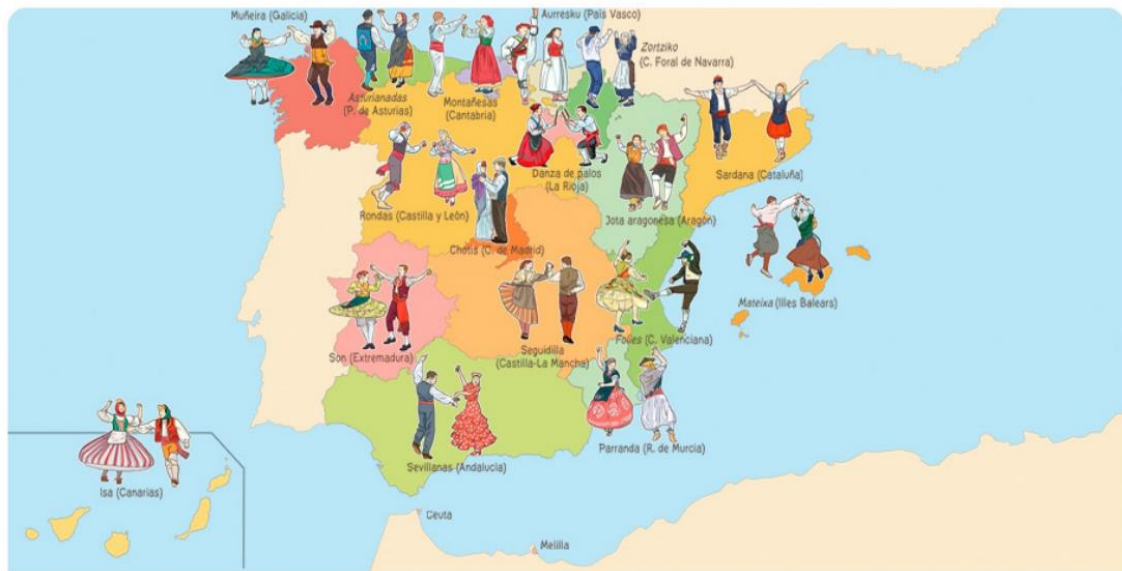 Muñeira (Galicia)
Aurresku (País Vasco)
Zortziko
(C. Foral de Navarra)
Asturianadas
(P. de Asturias)
Montañesas
(Cantabria)
Danza de palos
(La Rioja)
Sardana (Cataluña)
Rondas (Castilla y León)
Jota aragonesa (Aragón)
Chotis (C. de Madrid)
Mateixa (Illes Balears)
Son (Extremadura)
Seguidilla
(Castilla-La Mancha)
Folies (C. Valenciana)
Parranda (R. de Murcia)
Sevillanas (Andalucía)
Isa (Canarias)
Ceuta
Melilla